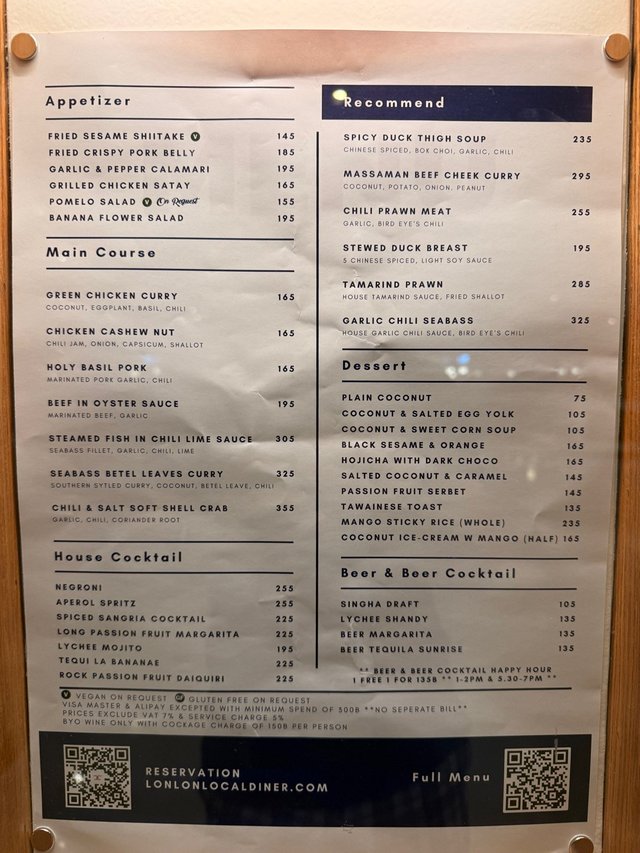 Appetizer
FRIED SESAME SHIITAKE V 145
FRIED CRISPY PORK BELLY 185
GARLIC & PEPPER CALAMARI 195
GRILLED CHICKEN SATAY 165
POMELO SALAD V On Request 155
BANANA FLOWER SALAD 195
Main Course
GREEN CHICKEN CURRY 165
COCONUT, EGGPLANT, BASIL, CHILI
CHICKEN CASHEW NUT 165
CHILI JAM, ONION, CAPSICUM, SHALLOT
HOLY BASIL PORK 165
MARINATED PORK GARLIC, CHILI
BEEF IN OYSTER SAUCE 195
MARINATED BEEF, GARLIC
STEAMED FISH IN CHILI LIME SAUCE 305
SEABASS FILLET, GARLIC, CHILI, LIME
SEABASS BETEL LEAVES CURRY 325
SOUTHERN SYTLED CURRY, COCONUT, BETEL LEAVE, CHILI
CHILI & SALT SOFT SHELL CRAB 355
GARLIC, CHILI, CORIANDER ROOT
House Cocktail
NEGRONI 255
APEROL SPRITZ 255
SPICED SANGRIA COCKTAIL 225
LONG PASSION FRUIT MARGARITA 225
LYCHEE MOJITO 195
TEQUI LA BANANAE 225
ROCK PASSION FRUIT DAIQUIRI 225
Recommend
SPICY DUCK THIGH SOUP 235
CHINESE SPICED, BOK CHOI, GARLIC, CHILI
MASSAMAN BEEF CHEEK CURRY 295
COCONUT, POTATO, ONION, PEANUT
CHILI PRAWN MEAT 255
GARLIC, BIRD EYE'S CHILI
STEWED DUCK BREAST 195
5 CHINESE SPICED, LIGHT SOY SAUCE
TAMARIND PRAWN 285
HOUSE TAMARIND SAUCE, FRIED SHALLOT
GARLIC CHILI SEABASS 325
HOUSE GARLIC CHILI SAUCE, BIRD EYE'S CHILI
Dessert
PLAIN COCONUT 75
COCONUT & SALTED EGG YOLK 105
COCONUT & SWEET CORN SOUP 105
BLACK SESAME & ORANGE 165
HOJICHA WITH DARK CHOCO 165
SALTED COCONUT & CARAMEL 145
PASSION FRUIT SERBET 145
TAWAINESE TOAST 135
MANGO STICKY RICE (WHOLE) 235
COCONUT ICE-CREAM W MANGO (HALF) 165
Beer & Beer Cocktail
SINGHA DRAFT 105
LYCHEE SHANDY 135
BEER MARGARITA 135
BEER TEQUILA SUNRISE 135
** BEER & BEER COCKTAIL HAPPY HOUR
1 FREE 1 FOR 135B ** 1-2PM & 5.30-7PM **
V VEGAN ON REQUEST GF GLUTEN FREE ON REQUEST
VISA MASTER & ALIPAY EXCEPTED WITH MINIMUM SPEND OF 300B **NO SEPERATE BILL**
PRICES EXCLUDE VAT 7% & SERVICE CHARGE 5%
BYO WINE ONLY WITH COCKAGE CHARGE OF 150B PER PERSON
RESERVATION
LONLONLOCALDINER.COM
Full Menu